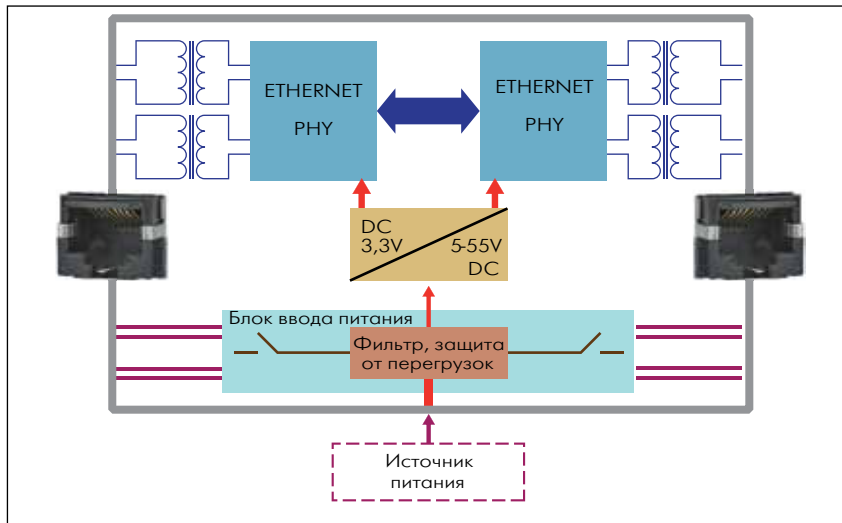 ETHERNET
PHY
ETHERNET
PHY
DC
3,3V
5-55V
DC
Блок ввода питания
Фильтр, защита
от перегрузок
Источник
питания